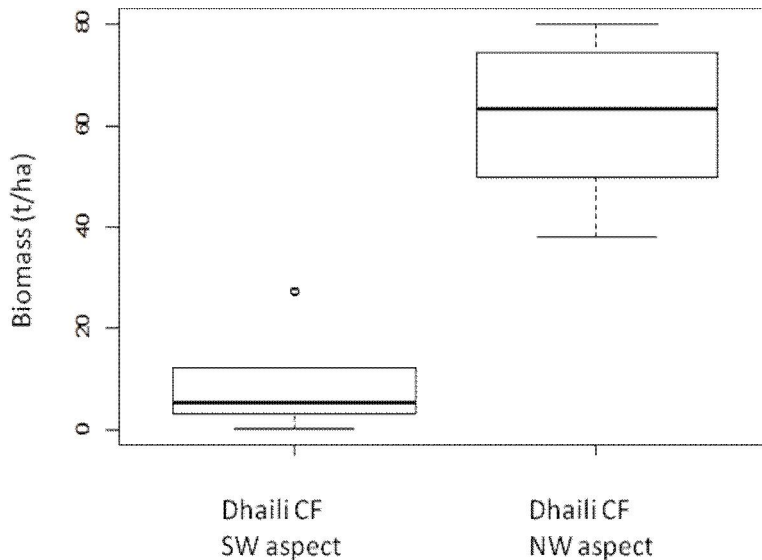 Biomass (t/ha)
80
60
40
20
0
Dhaili CF
SW aspect
Dhaili CF
NW aspect